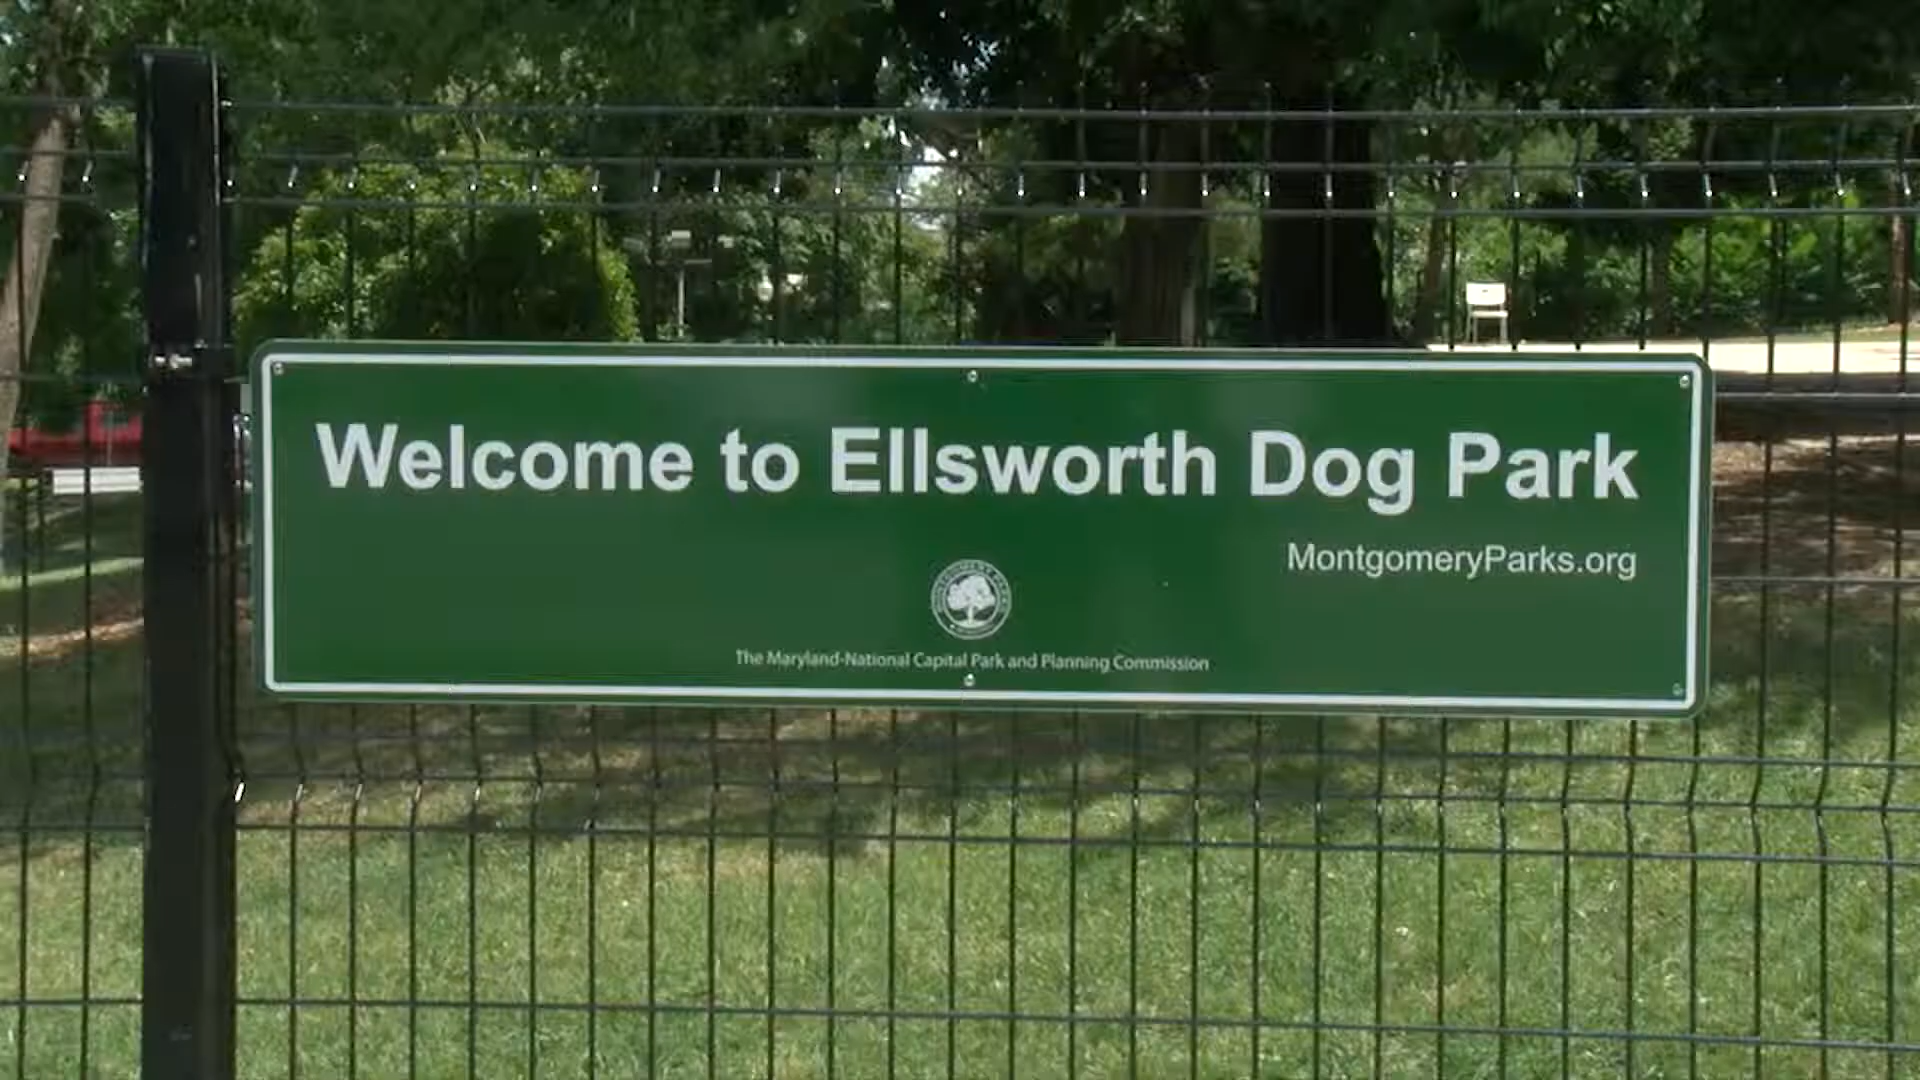 Welcome to Ellsworth Dog Park
MontgomeryParks.org
The Maryland-National Capital Park and Planning Commission